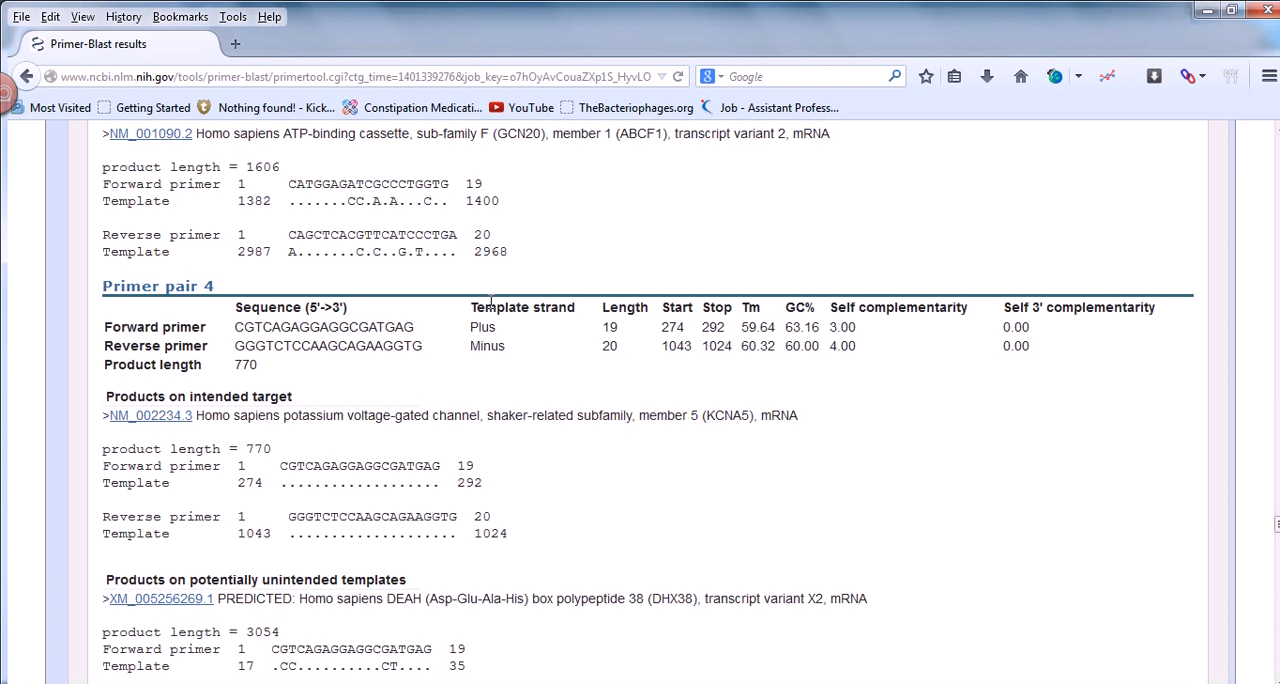 File Edit View History Bookmarks Tools Help
Primer-Blast results
www.ncbi.nlm.nih.gov/tools/primer-blast/primertool.cgi?ctg_time=1401339276&job_key=o7hOyAvCouaZXp1S_HyvLO
Google
Most Visited Getting Started Nothing found! - Kick... Constipation Medicati... YouTube TheBacteriophages.org Job - Assistant Profess...
>NM_001090.2 Homo sapiens ATP-binding cassette, sub-family F (GCN20), member 1 (ABCF1), transcript variant 2, mRNA
product length = 1606
Forward primer 1 CATGGAGATCGCCCTGGTG 19
Template 1382 .......CC.A.A...C.. 1400
Reverse primer 1 CAGCTCACGTTCATCCCTGA 20
Template 2987 A.......C.C..G.T.... 2968
Primer pair 4
Sequence (5'->3') Template strand Length Start Stop Tm GC% Self complementarity Self 3' complementarity
Forward primer CGTCAGAGGAGGCGATGAG Plus 19 274 292 59.64 63.16 3.00 0.00
Reverse primer GGGTCTCCAAGCAGAAGGTG Minus 20 1043 1024 60.32 60.00 4.00 0.00
Product length 770
Products on intended target
>NM_002234.3 Homo sapiens potassium voltage-gated channel, shaker-related subfamily, member 5 (KCNA5), mRNA
product length = 770
Forward primer 1 CGTCAGAGGAGGCGATGAG 19
Template 274 ................... 292
Reverse primer 1 GGGTCTCCAAGCAGAAGGTG 20
Template 1043 .................... 1024
Products on potentially unintended templates
>XM_005256269.1 PREDICTED: Homo sapiens DEAH (Asp-Glu-Ala-His) box polypeptide 38 (DHX38), transcript variant X2, mRNA
product length = 3054
Forward primer 1 CGTCAGAGGAGGCGATGAG 19
Template 17 .CC..........CT.... 35